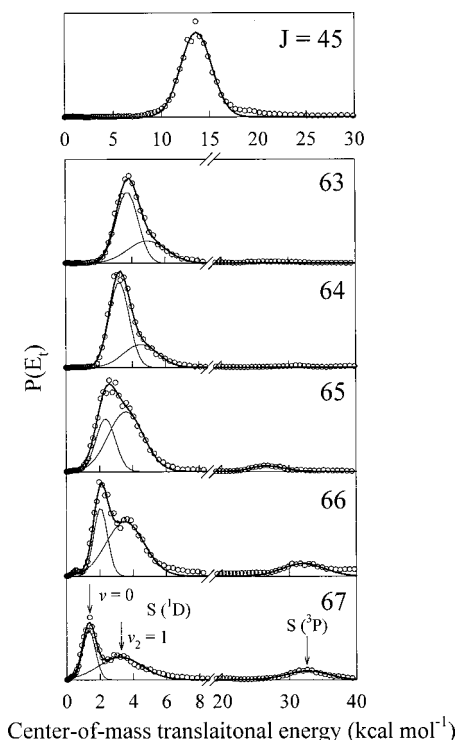 J = 45
0 5 10 15 20 25 30
63
64
65
66
67
v = 0
S (¹D)
v₂ = 1
S (³P)
0 2 4 6 8 20 30 40
P(Eₜ)
Center-of-mass translaitonal energy (kcal mol⁻¹)